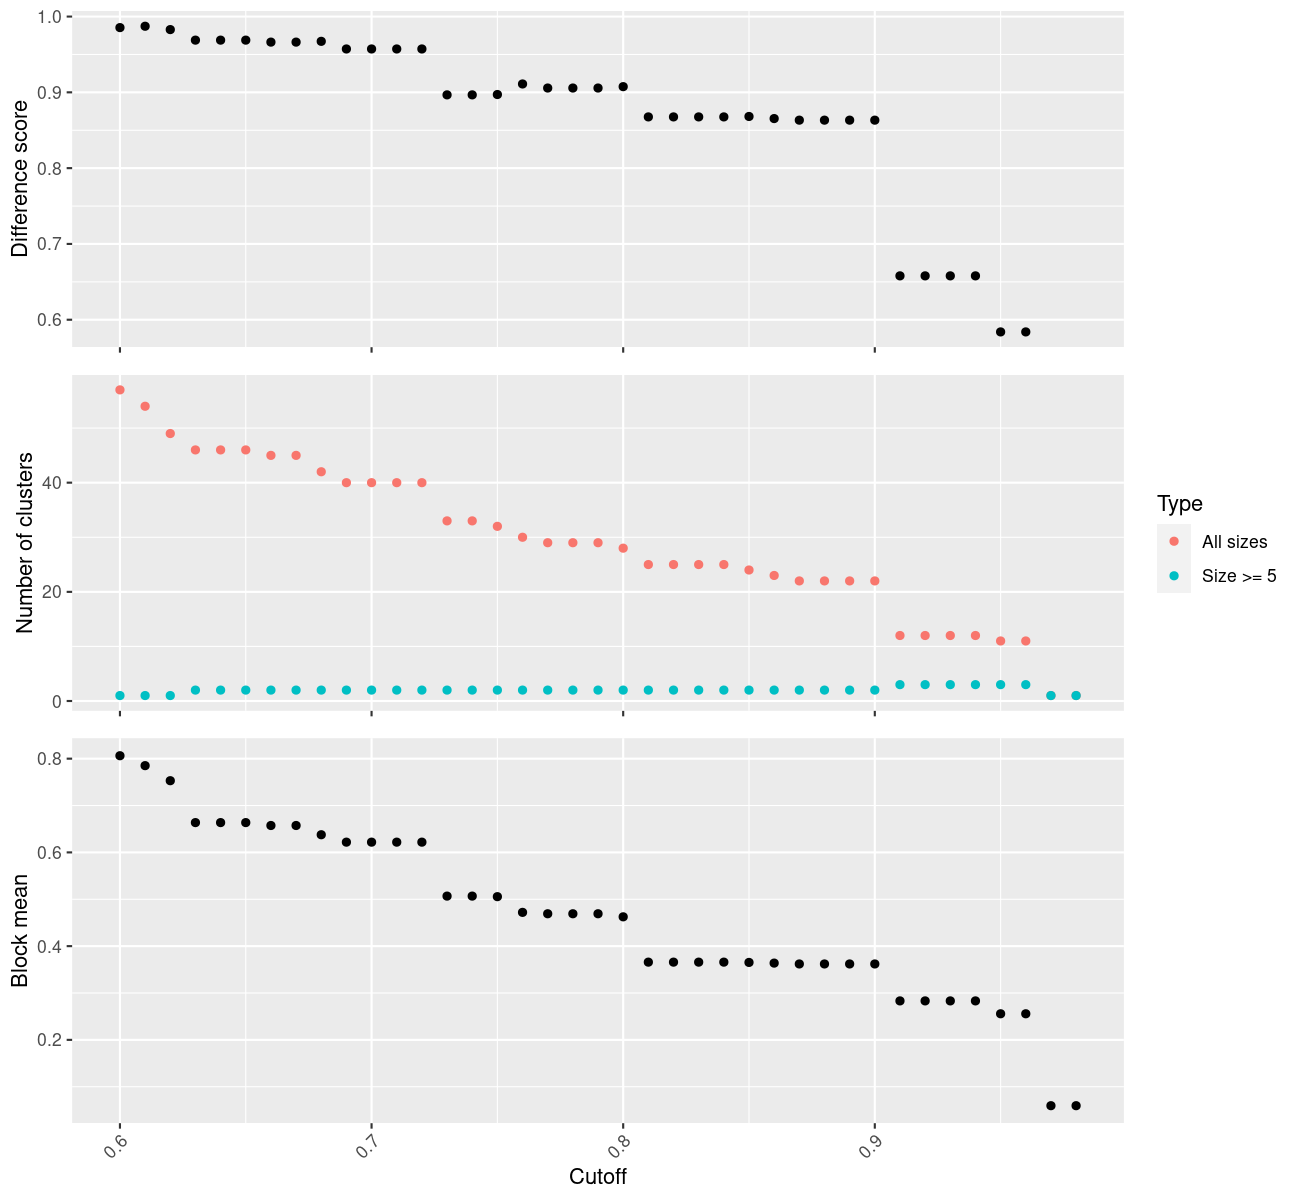 Difference score
1.0
0.9
0.8
0.7
0.6
Number of clusters
40
20
0
Type
All sizes
Size >= 5
Block mean
0.8
0.6
0.4
0.2
0.6
0.7
0.8
0.9
Cutoff